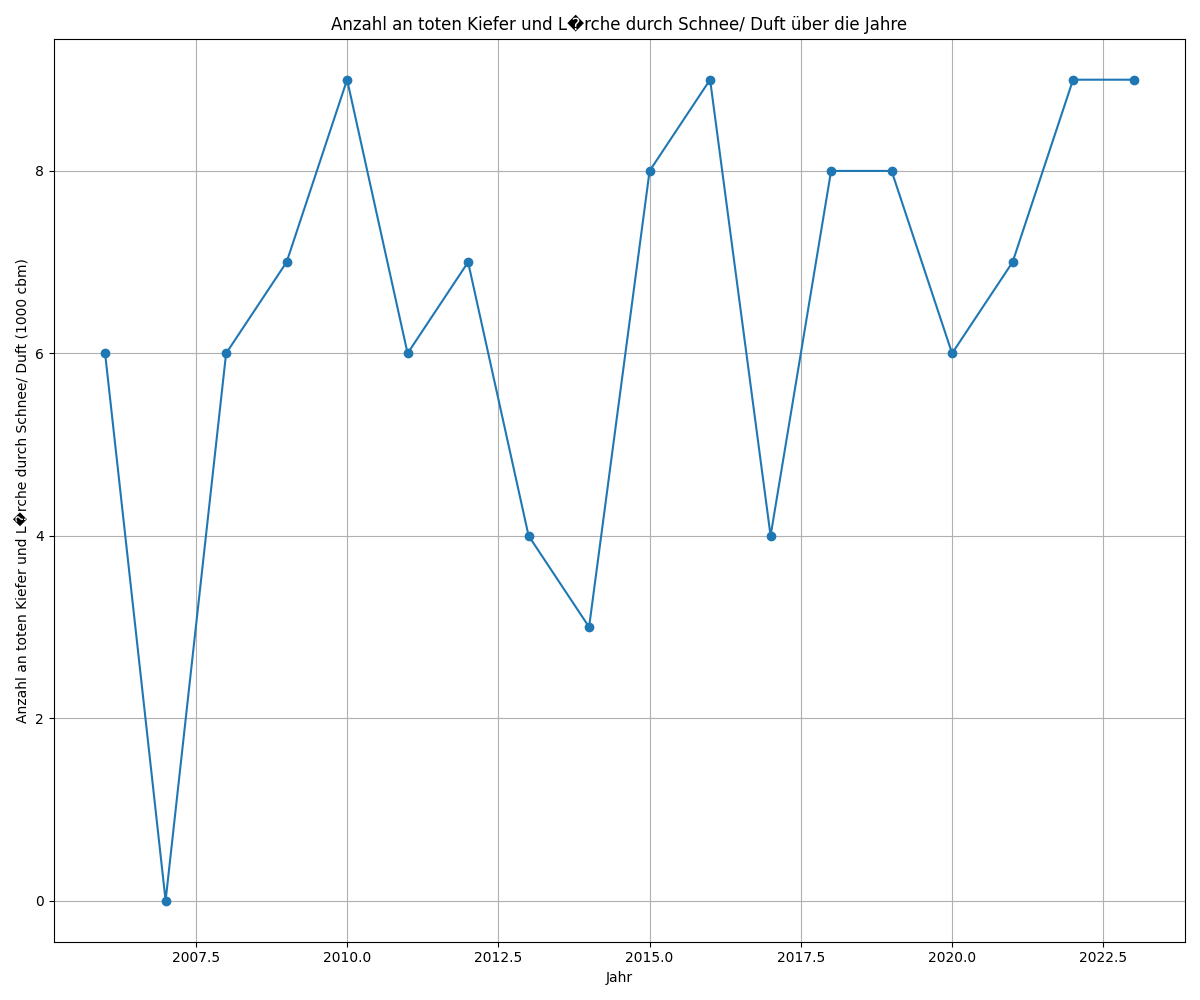 Anzahl an toten Kiefer und L�rche durch Schnee/ Duft über die Jahre
Anzahl an toten Kiefer und L�rche durch Schnee/ Duft (1000 cbm)
8
6
4
2
0
2007.5 2010.0 2012.5 2015.0 2017.5 2020.0 2022.5
Jahr